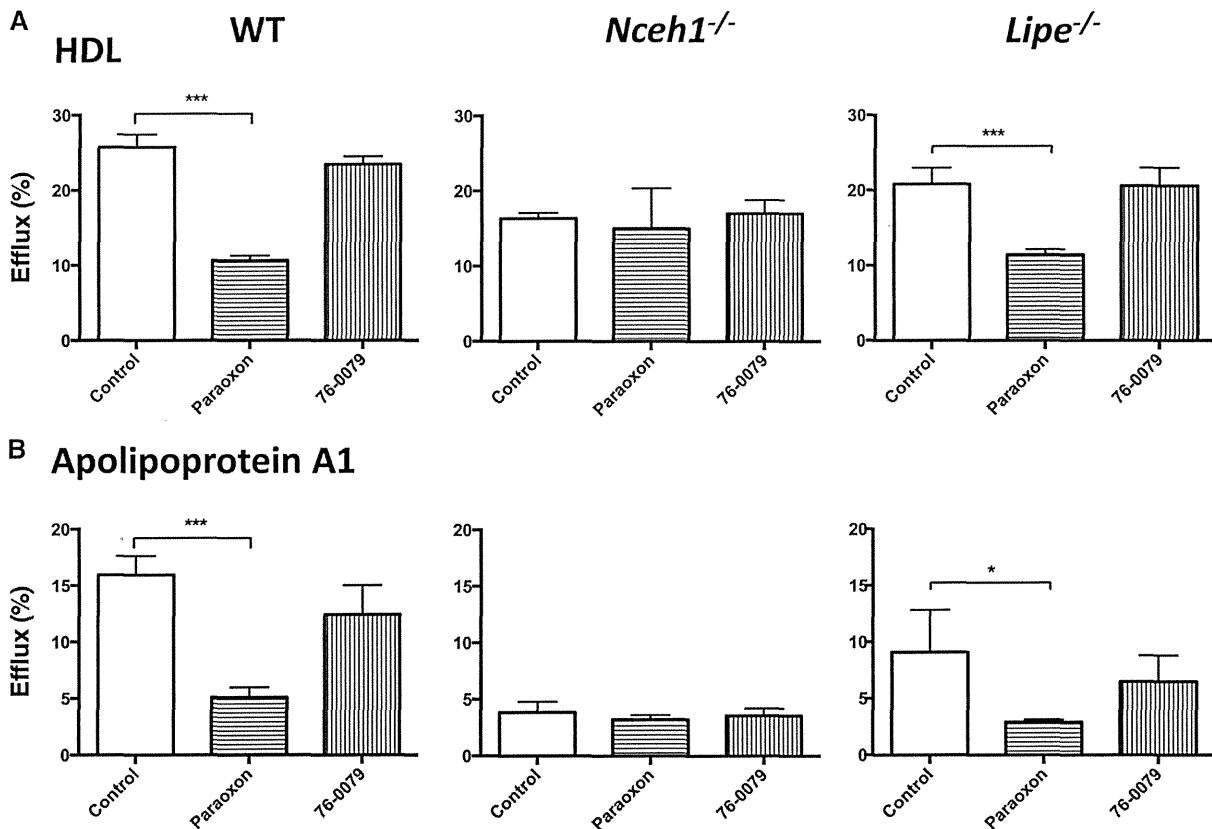 A
WT
Nceh1-/-
Lipe-/-
HDL
Efflux (%)
30
20
10
0
***
Control
Paraoxon
76-0079
30
20
10
0
Control
Paraoxon
76-0079
30
20
10
0
***
Control
Paraoxon
76-0079
B
Apolipoprotein A1
Efflux (%)
20
15
10
5
0
***
Control
Paraoxon
76-0079
20
15
10
5
0
Control
Paraoxon
76-0079
20
15
10
5
0
*
Control
Paraoxon
76-0079